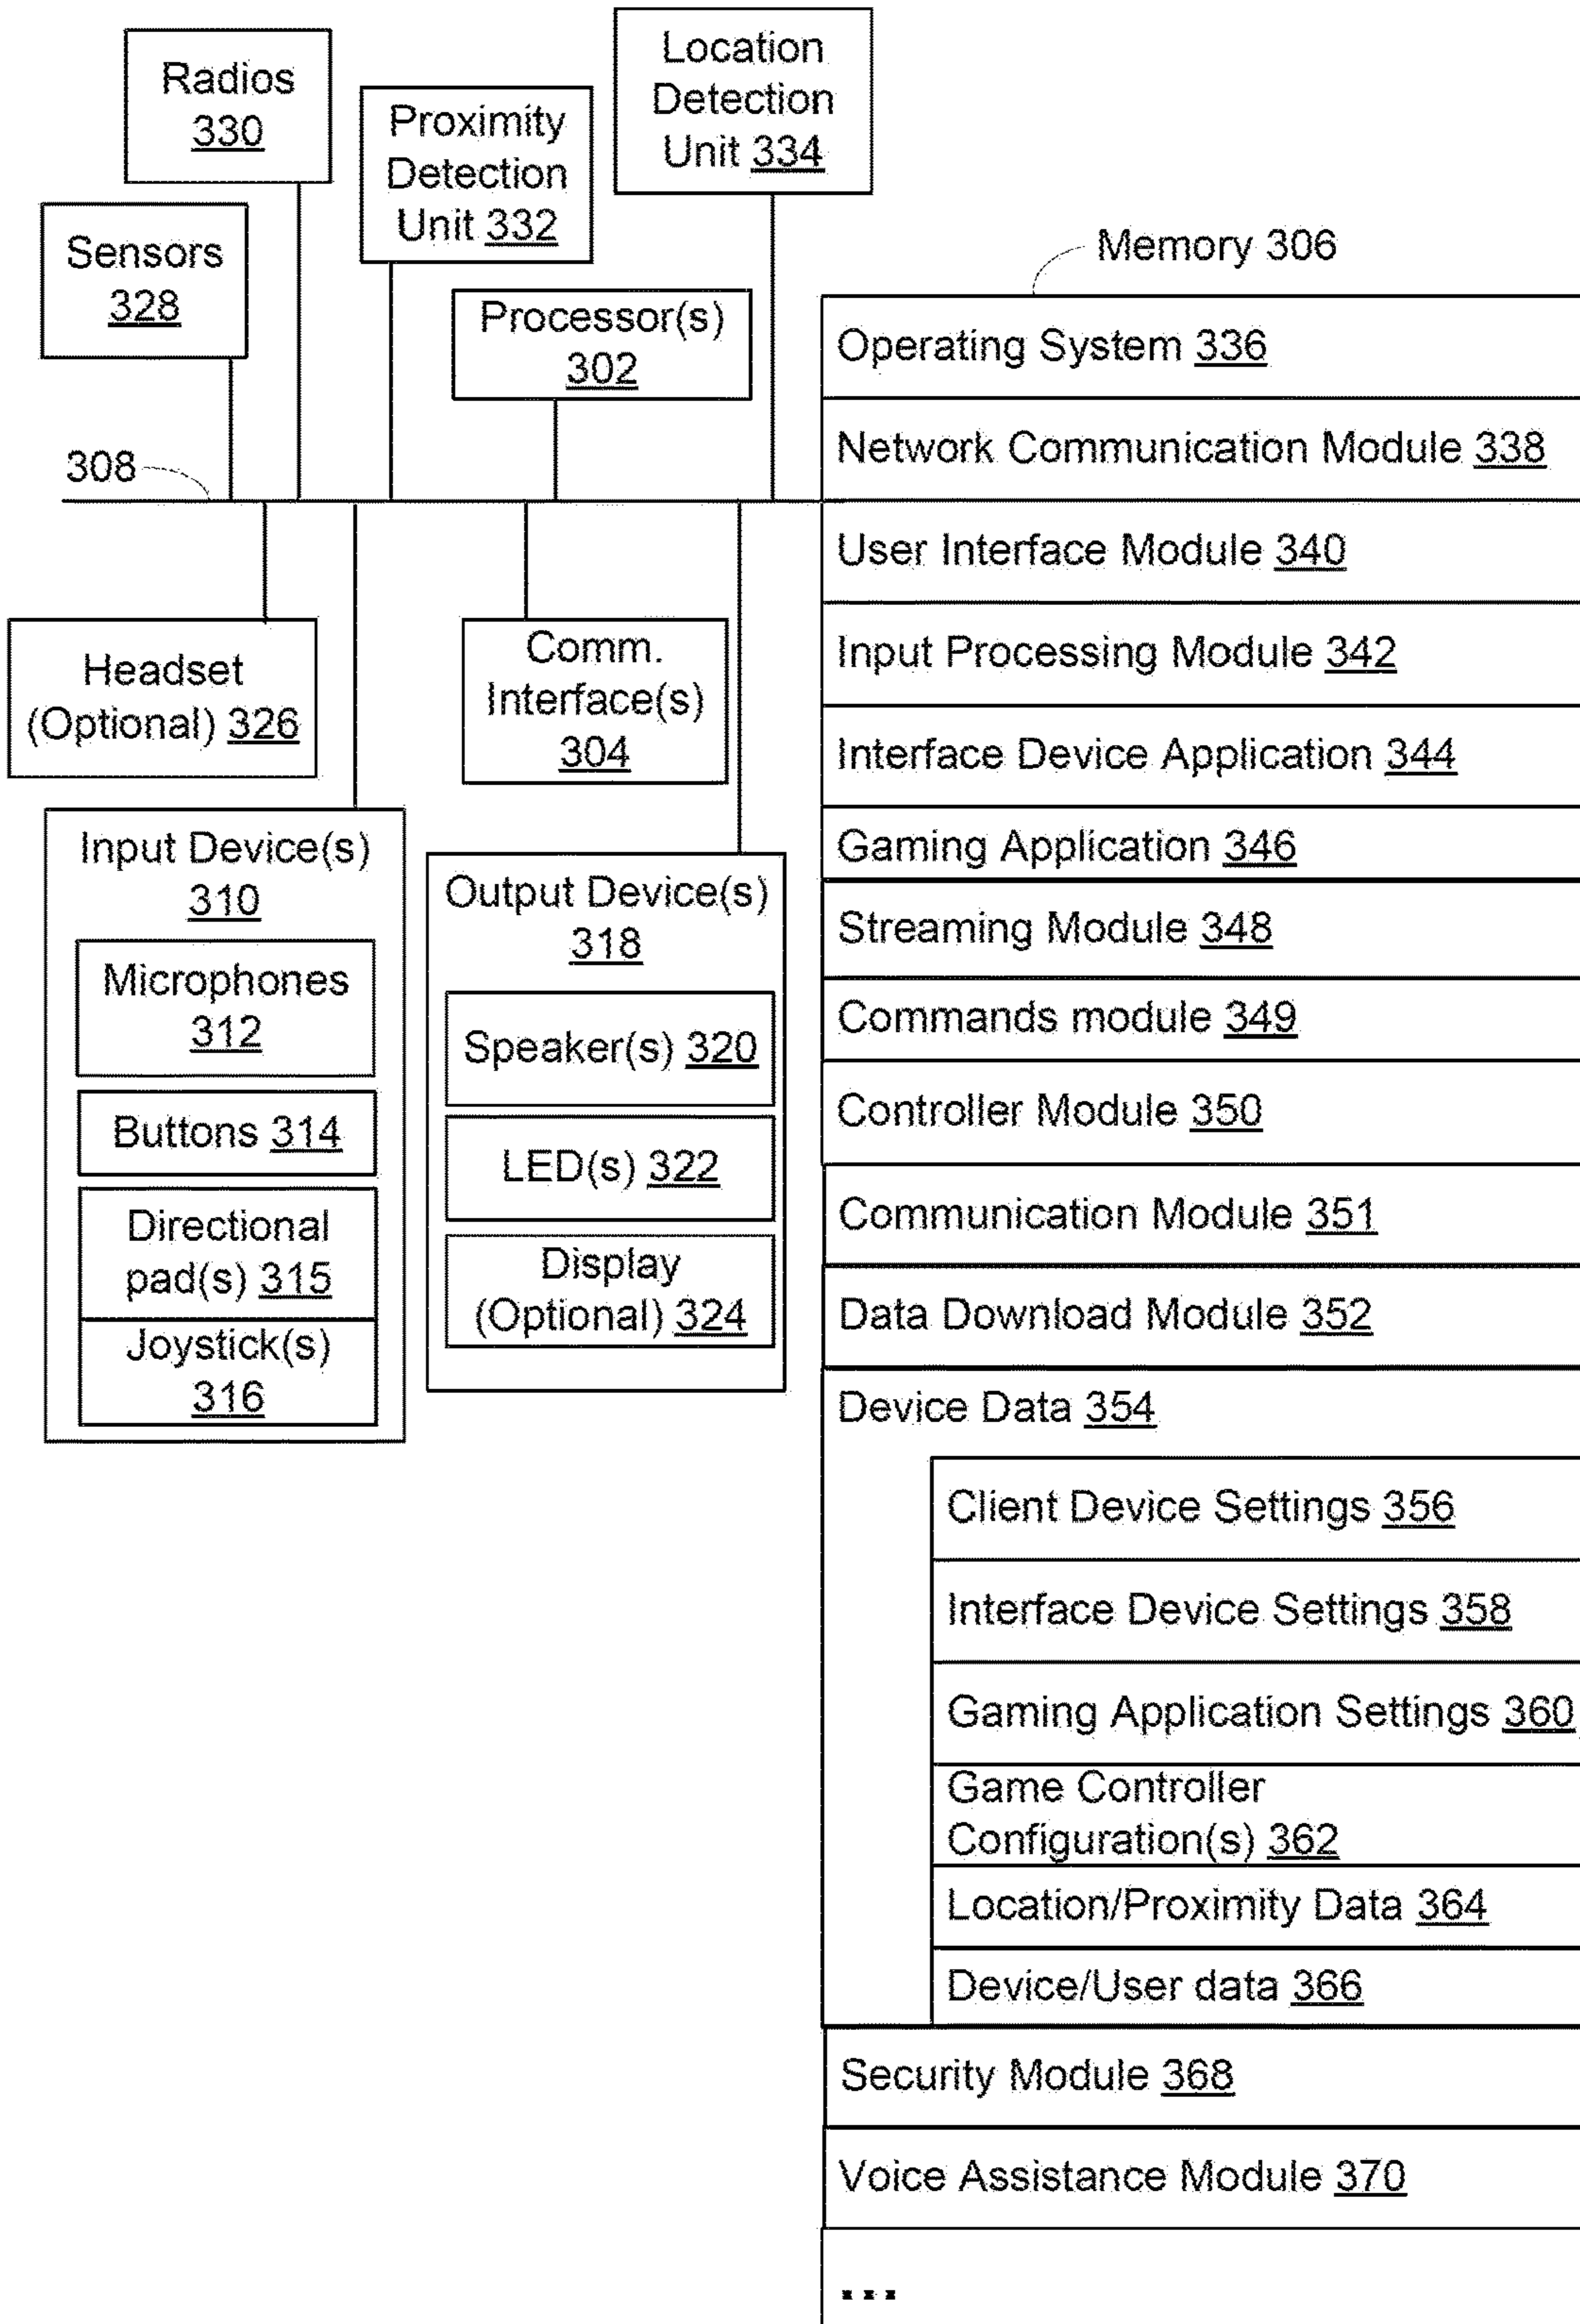 Radios
330
Location
Detection
Unit 334
Proximity
Detection
Unit 332
Sensors
328
Processor(s)
302
308
Headset
(Optional) 326
Comm.
Interface(s)
304
Input Device(s)
310
Microphones
312
Buttons 314
Directional
pad(s) 315
Joystick(s)
316
Output Device(s)
318
Speaker(s) 320
LED(s) 322
Display
(Optional) 324
Memory 306
Operating System 336
Network Communication Module 338
User Interface Module 340
Input Processing Module 342
Interface Device Application 344
Gaming Application 346
Streaming Module 348
Commands module 349
Controller Module 350
Communication Module 351
Data Download Module 352
Device Data 354
Client Device Settings 356
Interface Device Settings 358
Gaming Application Settings 360
Game Controller
Configuration(s) 362
Location/Proximity Data 364
Device/User data 366
Security Module 368
Voice Assistance Module 370
...